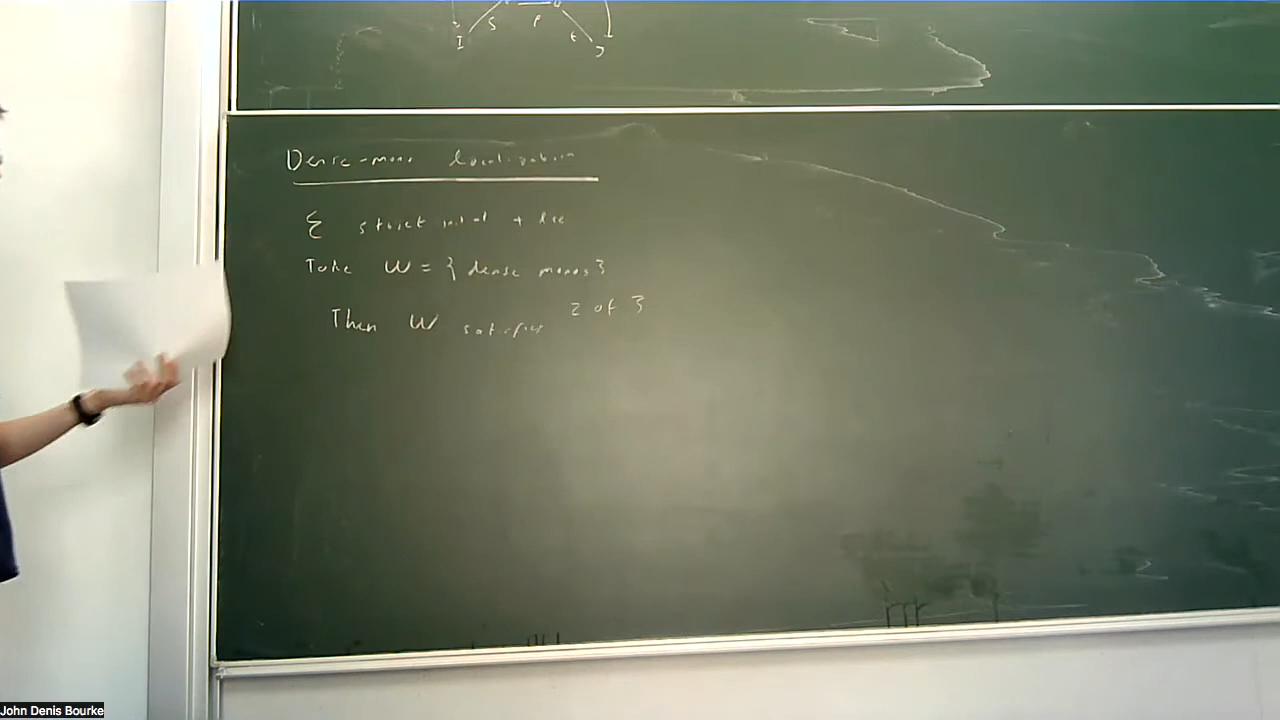 I S P t J
Dense-mono localization
ξ strict initial + lex
Take W = { dense monos }
Then W satisfies 2 of 3
John Denis Bourke